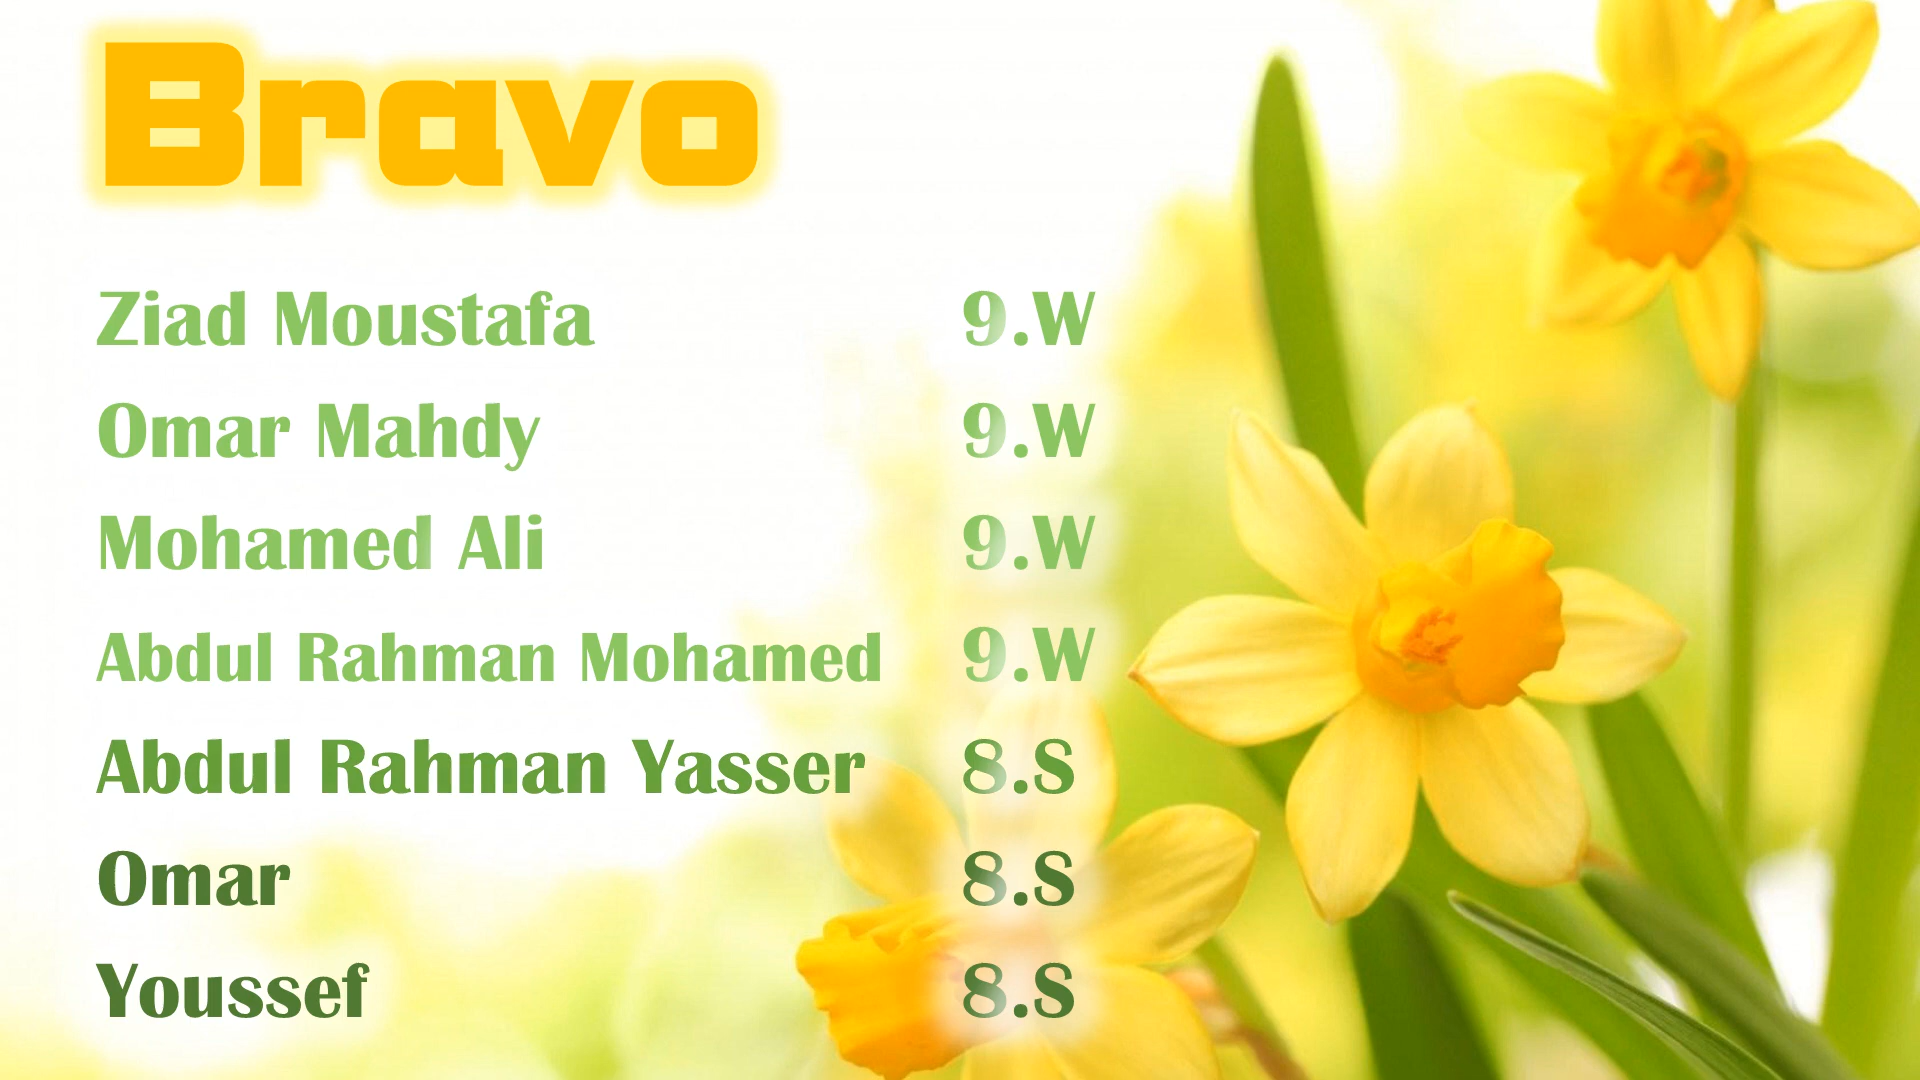 Bravo
Ziad Moustafa 9.W
Omar Mahdy 9.W
Mohamed Ali 9.W
Abdul Rahman Mohamed 9.W
Abdul Rahman Yasser 8.S
Omar 8.S
Youssef 8.S